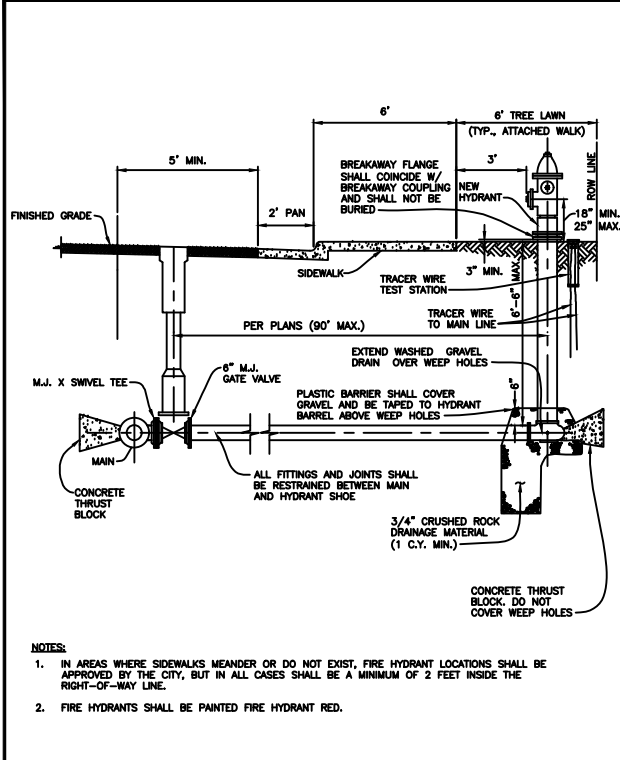 6'
6' TREE LAWN
(TYP., ATTACHED WALK)
5' MIN.
BREAKAWAY FLANGE
SHALL COINCIDE W/
BREAKAWAY COUPLING
AND SHALL NOT BE
BURIED
3'
ROW LINE
2' PAN
NEW
HYDRANT
18" MIN.
25" MAX.
FINISHED GRADE
SIDEWALK
3" MIN.
TRACER WIRE
TEST STATION
6'-6" MAX.
TRACER WIRE
TO MAIN LINE
PER PLANS (90' MAX.)
EXTEND WASHED GRAVEL
DRAIN OVER WEEP HOLES
6" M.J.
GATE VALVE
M.J. X SWIVEL TEE
6"
PLASTIC BARRIER SHALL COVER
GRAVEL AND BE TAPED TO HYDRANT
BARREL ABOVE WEEP HOLES
MAIN
ALL FITTINGS AND JOINTS SHALL
BE RESTRAINED BETWEEN MAIN
AND HYDRANT SHOE
CONCRETE
THRUST
BLOCK
3/4" CRUSHED ROCK
DRAINAGE MATERIAL
(1 C.Y. MIN.)
CONCRETE THRUST
BLOCK. DO NOT
COVER WEEP HOLES
NOTES:
1. IN AREAS WHERE SIDEWALKS MEANDER OR DO NOT EXIST, FIRE HYDRANT LOCATIONS SHALL BE
APPROVED BY THE CITY, BUT IN ALL CASES SHALL BE A MINIMUM OF 2 FEET INSIDE THE
RIGHT-OF-WAY LINE.
2. FIRE HYDRANTS SHALL BE PAINTED FIRE HYDRANT RED.